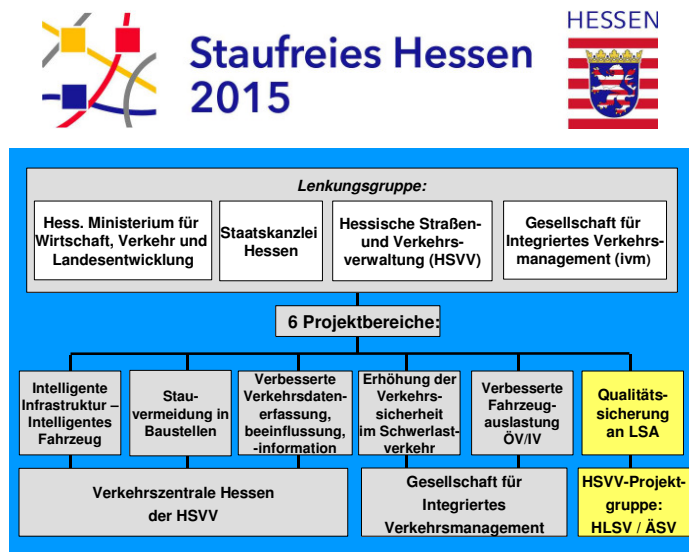 Staufreies Hessen
2015
HESSEN
Lenkungsgruppe:
Hess. Ministerium für
Wirtschaft, Verkehr und
Landesentwicklung
Staatskanzlei
Hessen
Hessische Straßen-
und Verkehrs-
verwaltung (HSVV)
Gesellschaft für
Integriertes Verkehrs-
management (ivm)
6 Projektbereiche:
Intelligente
Infrastruktur –
Intelligentes
Fahrzeug
Stau-
vermeidung in
Baustellen
Verbesserte
Verkehrsdaten-
erfassung,
beeinflussung,
-information
Erhöhung der
Verkehrs-
sicherheit
im Schwerlast-
verkehr
Verbesserte
Fahrzeug-
auslastung
ÖV/IV
Qualitäts-
sicherung
an LSA
Verkehrszentrale Hessen
der HSVV
Gesellschaft für
Integriertes
Verkehrsmanagement
HSVV-Projekt-
gruppe:
HLSV / ÄSV